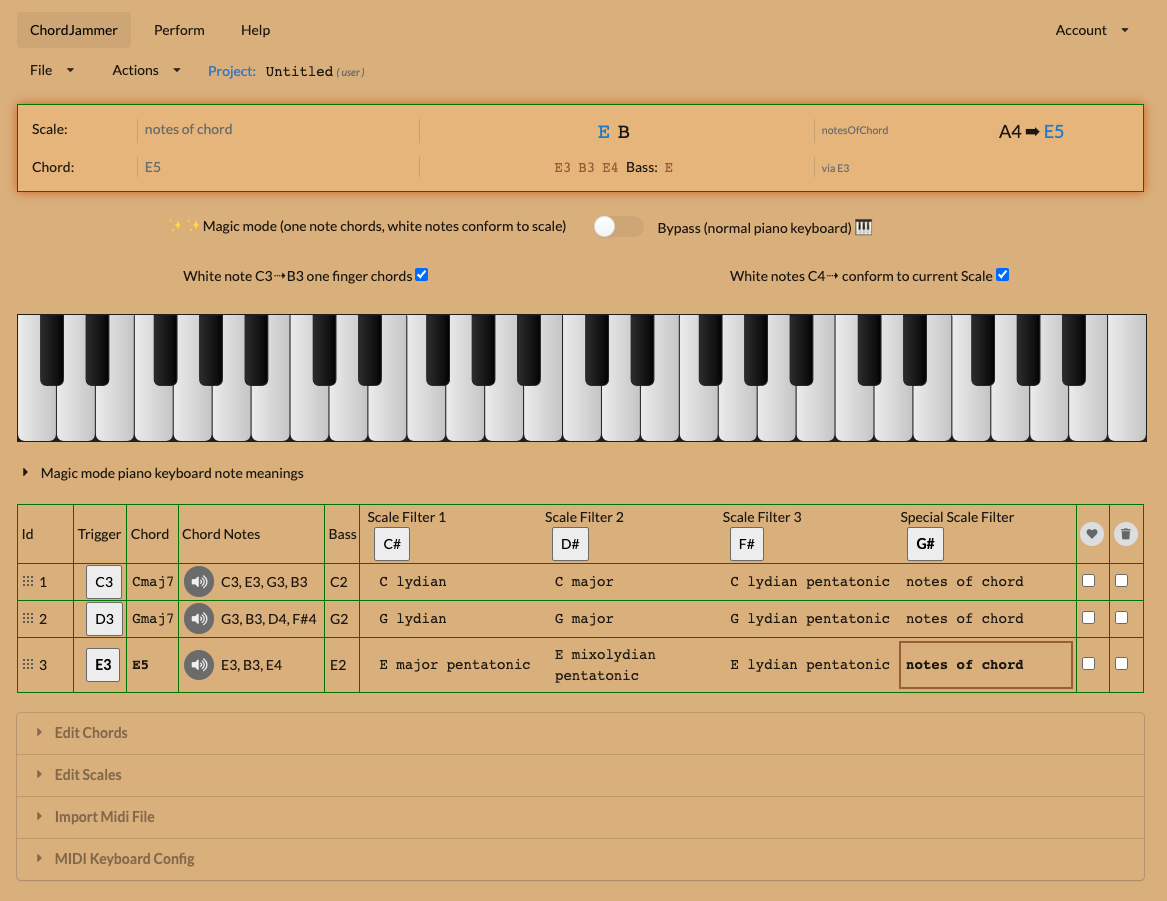 ChordJammer Perform Help Account
File Actions Project: Untitled (user)
Scale: notes of chord E B notesOfChord A4 ➡ E5
Chord: E5 E3 B3 E4 Bass: E via E3
✨✨Magic mode (one note chords, white notes conform to scale) Bypass (normal piano keyboard) 🎹
White note C3⇢B3 one finger chords White notes C4⇢ conform to current Scale
Magic mode piano keyboard note meanings
Id Trigger Chord Chord Notes Bass Scale Filter 1 C# Scale Filter 2 D# Scale Filter 3 F# Special Scale Filter G#
1 C3 Cmaj7 C3, E3, G3, B3 C2 C lydian C major C lydian pentatonic notes of chord
2 D3 Gmaj7 G3, B3, D4, F#4 G2 G lydian G major G lydian pentatonic notes of chord
3 E3 E5 E3, B3, E4 E2 E major pentatonic E mixolydian pentatonic E lydian pentatonic notes of chord
Edit Chords
Edit Scales
Import Midi File
MIDI Keyboard Config